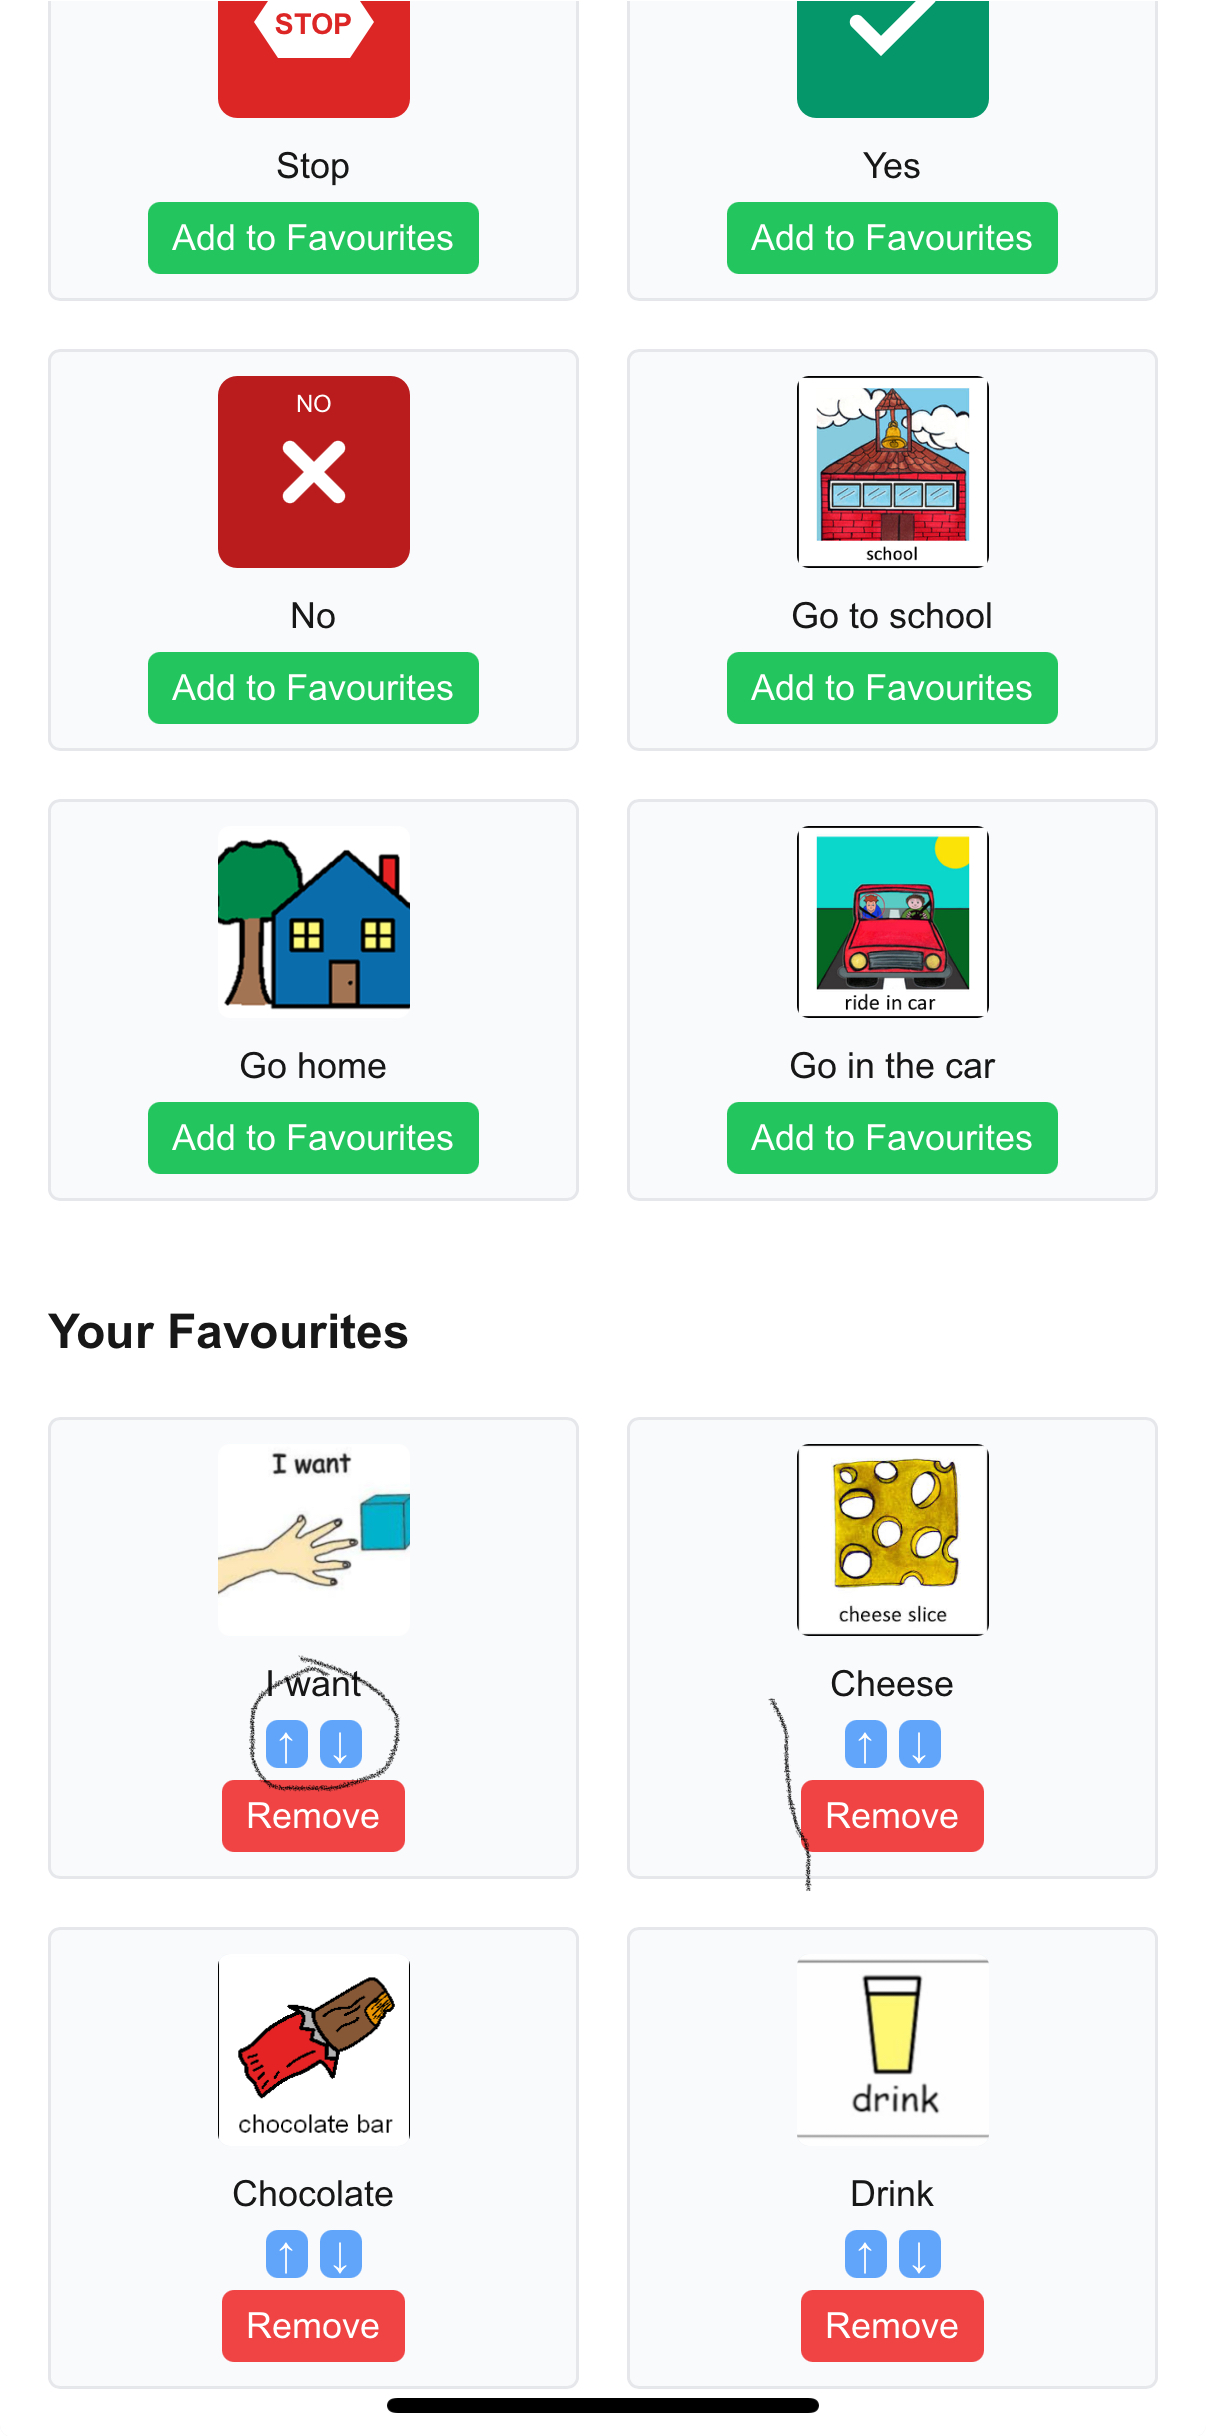 STOP
Stop
Yes
Add to Favourites
Add to Favourites
NO
school
No
Go to school
Add to Favourites
Add to Favourites
ride in car
Go home
Go in the car
Add to Favourites
Add to Favourites
Your Favourites
I want
cheese slice
I want
Cheese
↑ ↓
↑ ↓
Remove
Remove
chocolate bar
drink
Chocolate
Drink
↑ ↓
↑ ↓
Remove
Remove